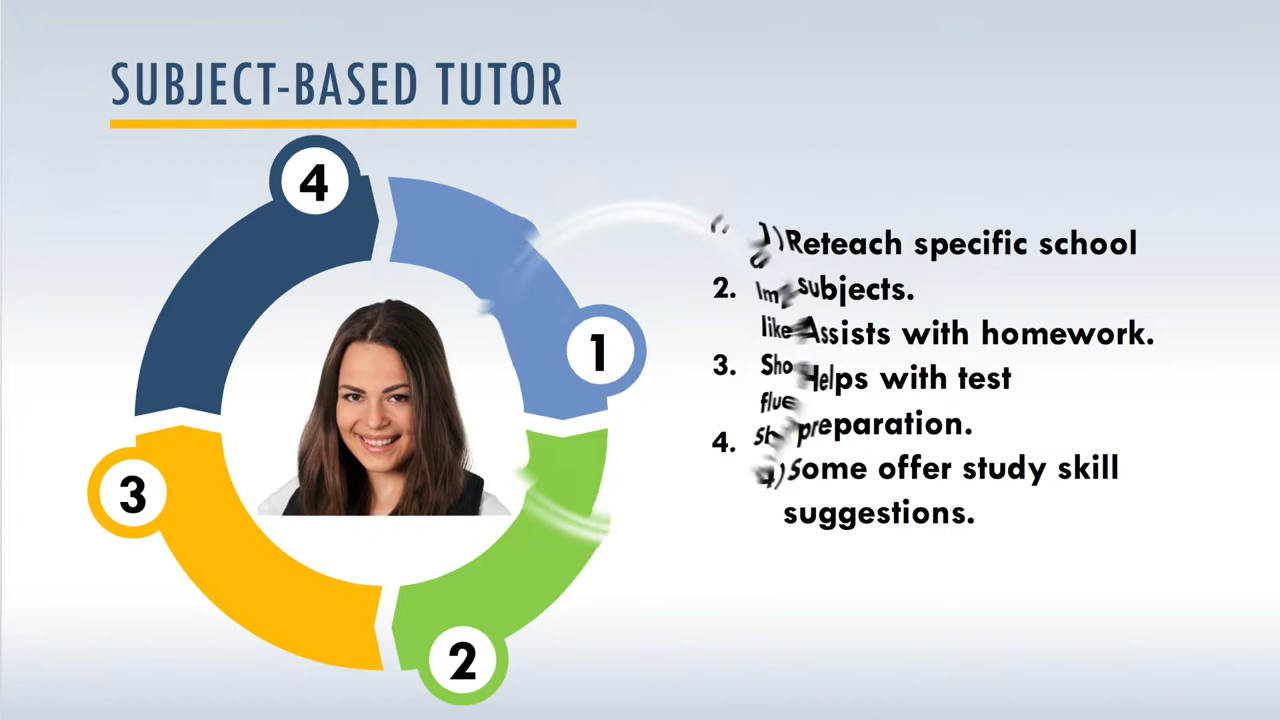 SUBJECT-BASED TUTOR
4
1
3
2
Reteach specific school
2. subjects.
like Assists with homework.
3. Helps with test
preparation.
4. Some offer study skill
suggestions.